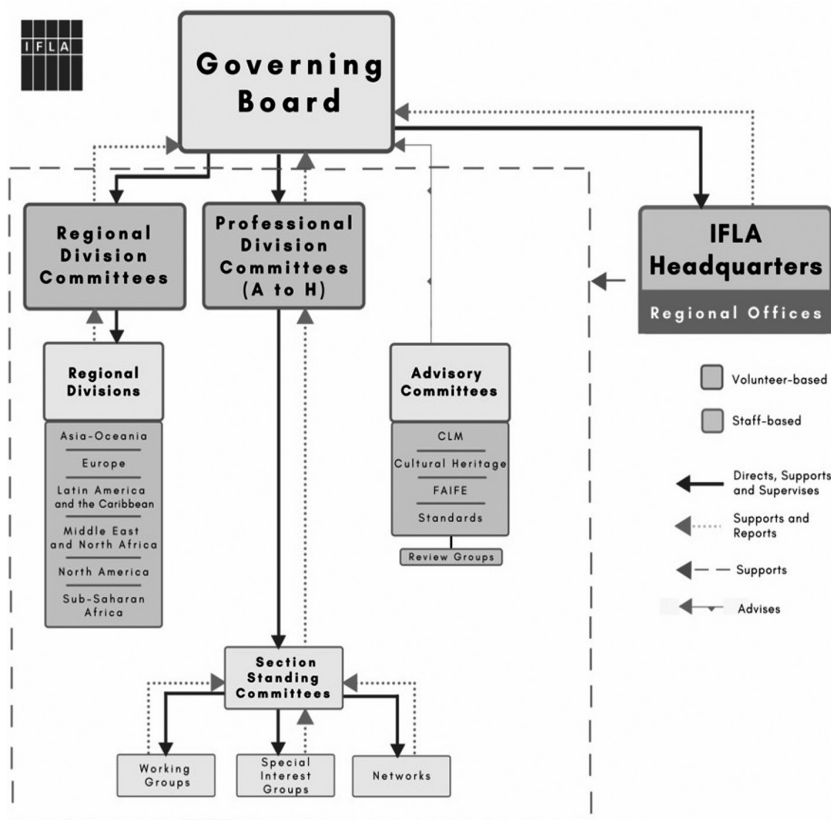 IFLA
Governing
Board
Regional
Division
Committees
Professional
Division
Committees
(A to H)
IFLA
Headquarters
Regional Offices
Regional
Divisions
Asia-Oceania
Europe
Latin America
and the Caribbean
Middle East
and North Africa
North America
Sub-Saharan
Africa
Advisory
Committees
CLM
Cultural Heritage
FAIFE
Standards
Review Groups
Volunteer-based
Staff-based
Directs, Supports
and Supervises
Supports and
Reports
Supports
Advises
Section
Standing
Committees
Working
Groups
Special
Interest
Groups
Networks